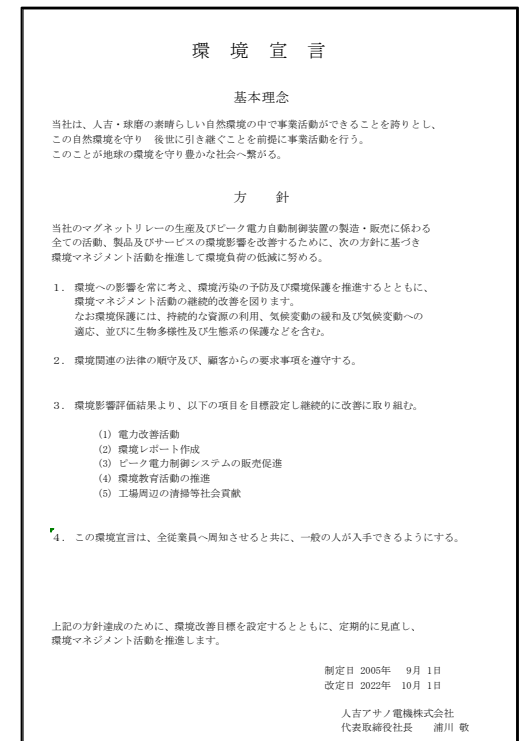 環 境 宣 言
基本理念
当社は、人吉・球磨の素晴らしい自然環境の中で事業活動ができることを誇りとし、
この自然環境を守り　後世に引き継ぐことを前提に事業活動を行う。
このことが地球の環境を守り豊かな社会へ繋がる。
方　針
当社のマグネットリレーの生産及びピーク電力自動制御装置の製造・販売に係わる
全ての活動、製品及びサービスの環境影響を改善するために、次の方針に基づき
環境マネジメント活動を推進して環境負荷の低減に努める。
１．環境への影響を常に考え、環境汚染の予防及び環境保護を推進するとともに、
環境マネジメント活動の継続的改善を図ります。
なお環境保護には、持続的な資源の利用、気候変動の緩和及び気候変動への
適応、並びに生物多様性及び生態系の保護などを含む。
２．環境関連の法律の順守及び、顧客からの要求事項を遵守する。
３．環境影響評価結果より、以下の項目を目標設定し継続的に改善に取り組む。
(1) 電力改善活動
(2) 環境レポート作成
(3) ピーク電力制御システムの販売促進
(4) 環境教育活動の推進
(5) 工場周辺の清掃等社会貢献
４．この環境宣言は、全従業員へ周知させると共に、一般の人が入手できるようにする。
上記の方針達成のために、環境改善目標を設定するとともに、定期的に見直し、
環境マネジメント活動を推進します。
制定日 2005年　9月 1日
改定日 2022年　10月 1日
人吉アサノ電機株式会社
代表取締役社長　浦川 敬